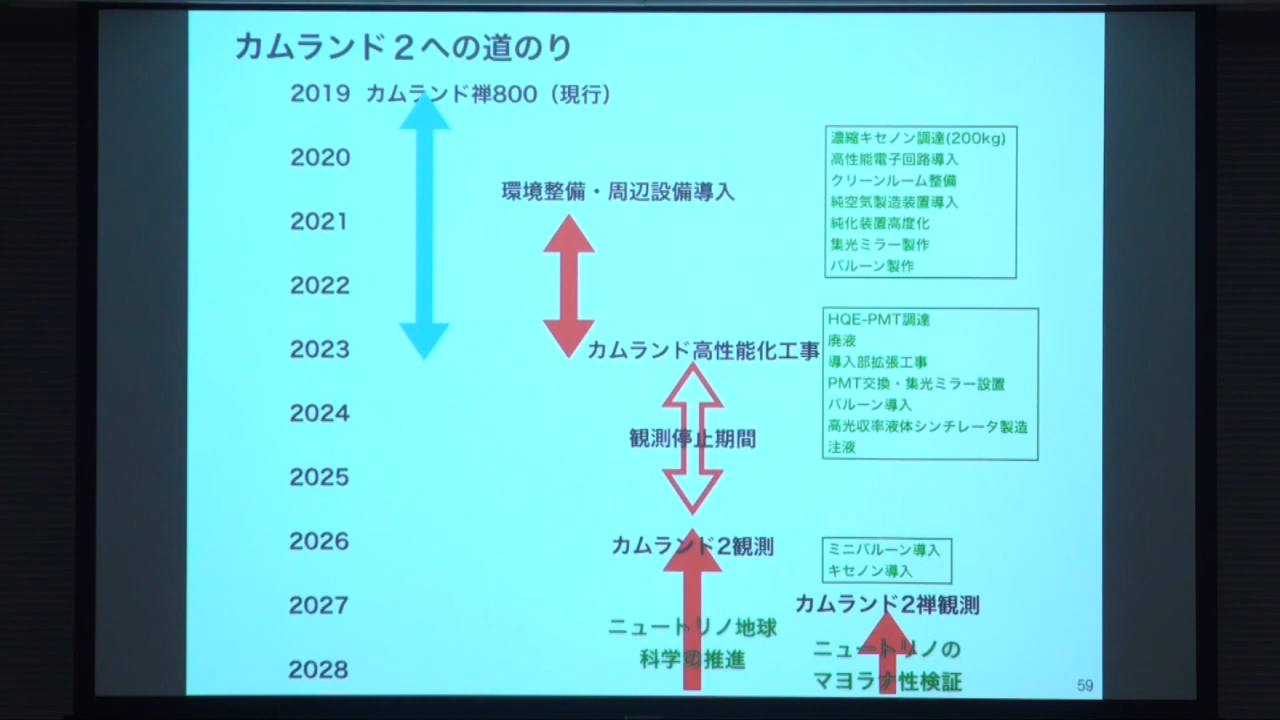 カムランド２への道のり
2019 カムランド禅800（現行）
2020
2021
2022
2023
2024
2025
2026
2027
2028
環境整備・周辺設備導入
濃縮キセノン調達(200kg)
高性能電子回路導入
クリーンルーム整備
純空気製造装置導入
純化装置高度化
集光ミラー製作
バルーン製作
カムランド高性能化工事
HQE-PMT調達
廃液
導入部拡張工事
PMT交換・集光ミラー設置
バルーン導入
高光収率液体シンチレータ製造
注液
観測停止期間
カムランド2観測
ミニバルーン導入
キセノン導入
カムランド2禅観測
ニュートリノ地球
科学の推進
ニュートリノの
マヨラナ性検証
59